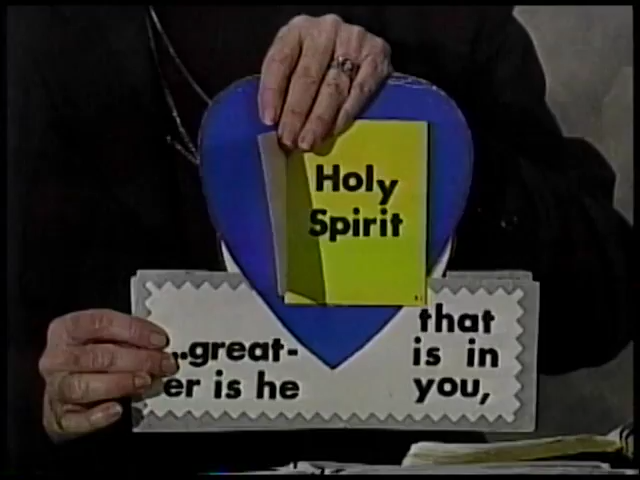 Holy
Spirit
...great- that
er is he is in
you,